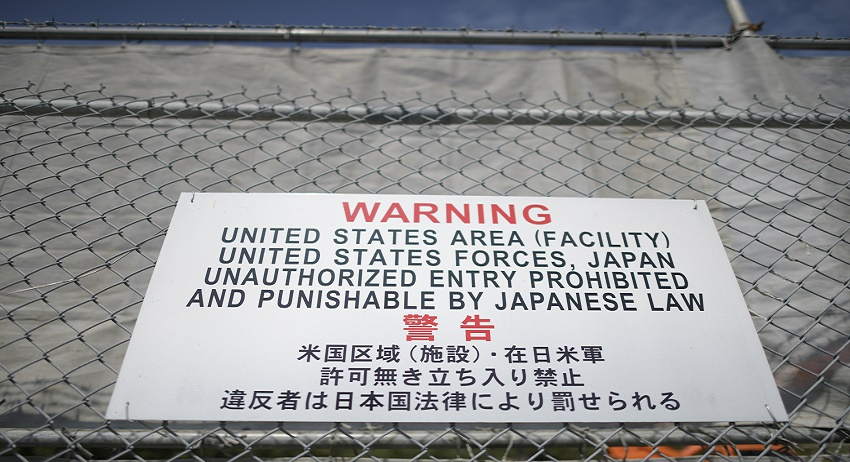 WARNING
UNITED STATES AREA (FACILITY)
UNITED STATES FORCES, JAPAN
UNAUTHORIZED ENTRY PROHIBITED
AND PUNISHABLE BY JAPANESE LAW
警告
米国区域(施設)・在日米軍
許可無き立ち入り禁止
違反者は日本国法律により罰せられる